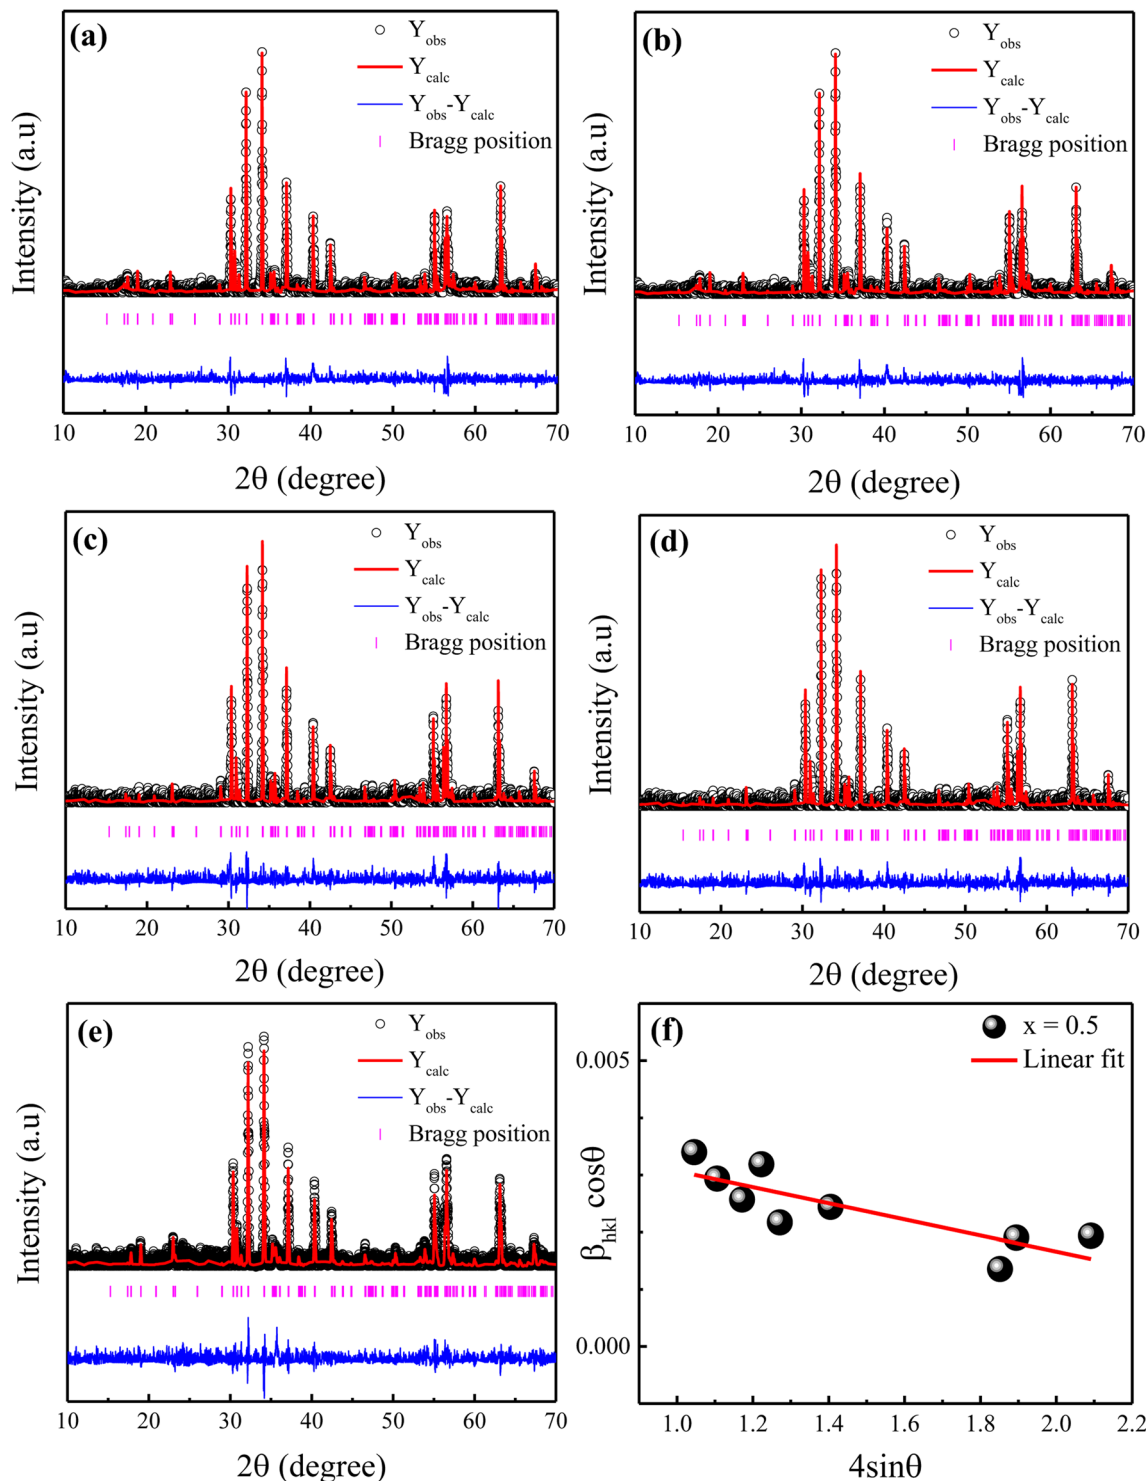 (a)
Y_obs
Y_calc
Y_obs-Y_calc
Bragg position
Intensity (a.u)
10 20 30 40 50 60 70
2θ (degree)
(b)
Y_obs
Y_calc
Y_obs-Y_calc
Bragg position
Intensity (a.u)
10 20 30 40 50 60 70
2θ (degree)
(c)
Y_obs
Y_calc
Y_obs-Y_calc
Bragg position
Intensity (a.u)
10 20 30 40 50 60 70
2θ (degree)
(d)
Y_obs
Y_calc
Y_obs-Y_calc
Bragg position
Intensity (a.u)
10 20 30 40 50 60 70
2θ (degree)
(e)
Y_obs
Y_calc
Y_obs-Y_calc
Bragg position
Intensity (a.u)
10 20 30 40 50 60 70
2θ (degree)
(f)
x = 0.5
Linear fit
0.005
0.000
β_hkl cosθ
1.0 1.2 1.4 1.6 1.8 2.0 2.2
4sinθ